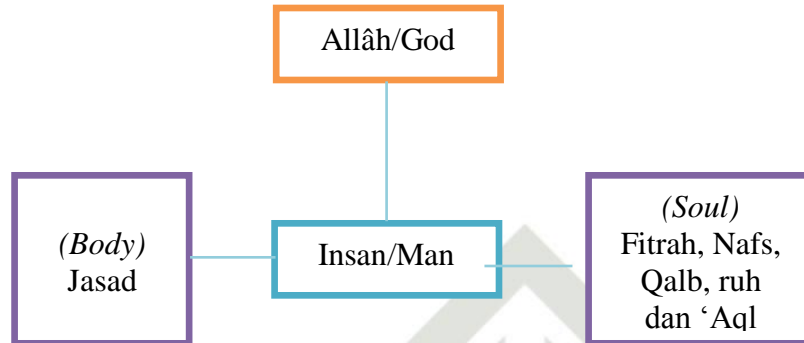 Allâh/God
(Body)
Jasad
Insan/Man
(Soul)
Fitrah, Nafs,
Qalb, ruh
dan ‘Aql